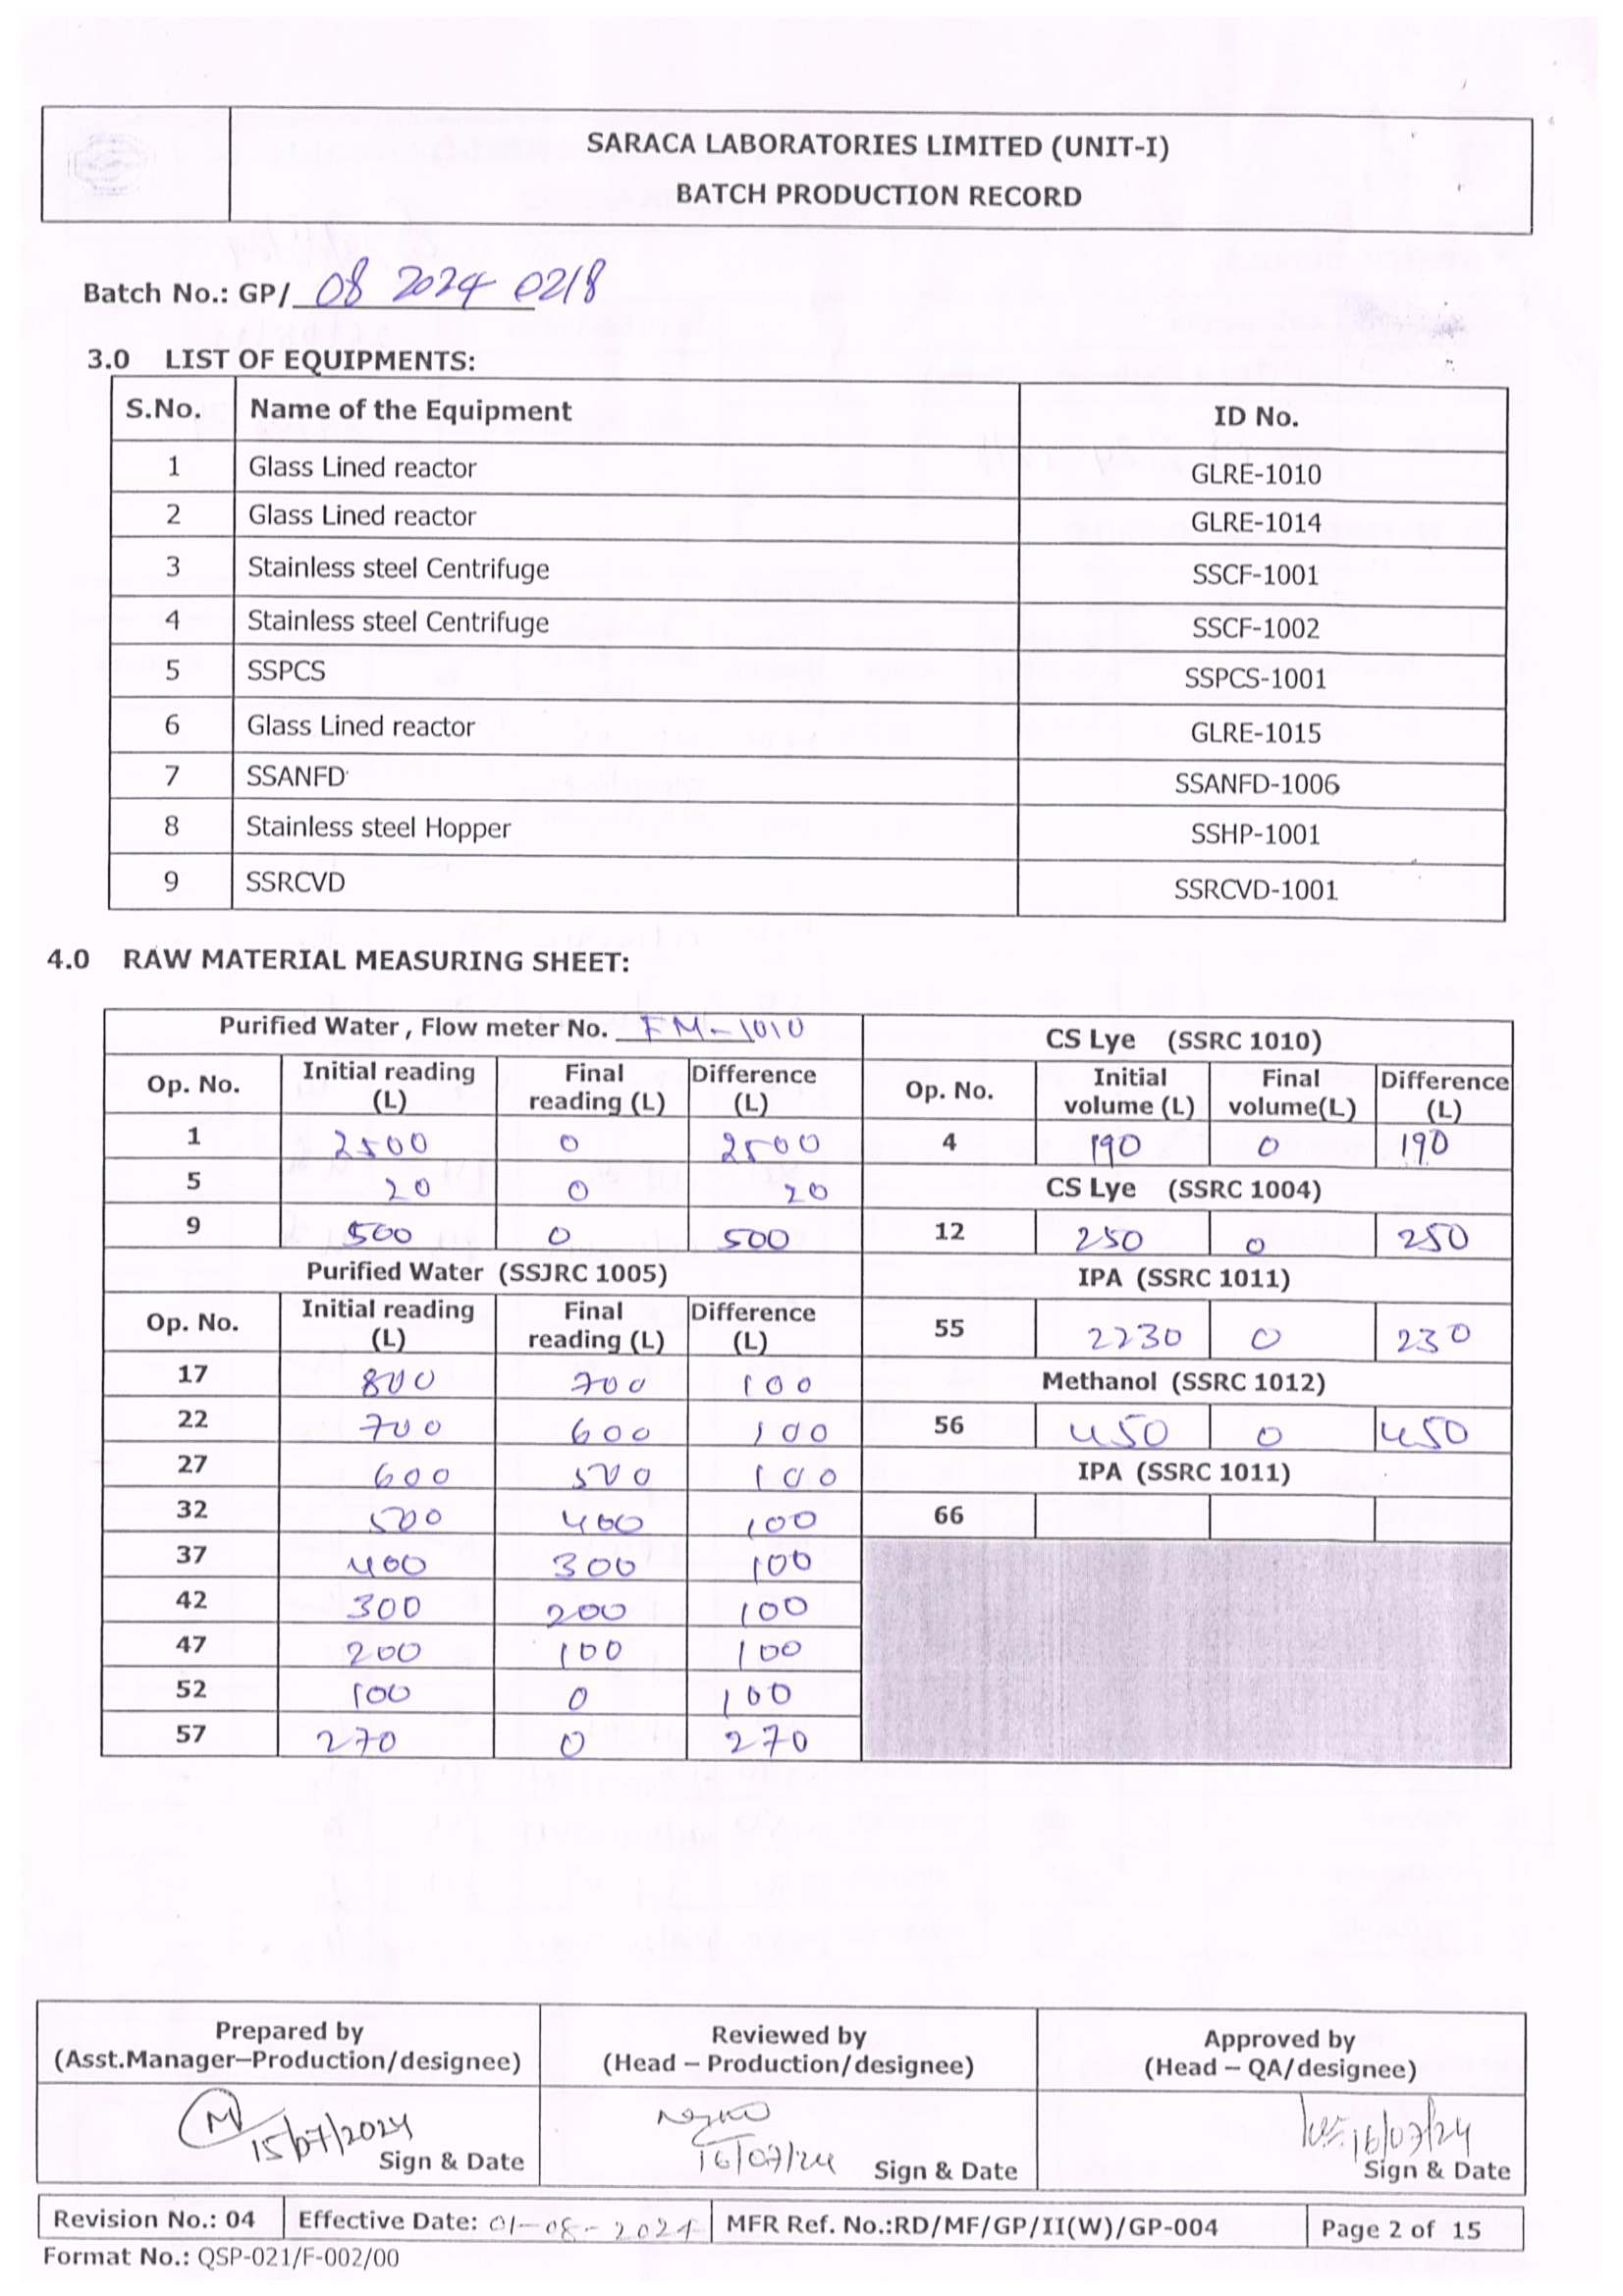 SARACA LABORATORIES LIMITED (UNIT-I)
BATCH PRODUCTION RECORD
Batch No.: GP/ 08 2024 0218
3.0 LIST OF EQUIPMENTS:
S.No. Name of the Equipment ID No.
1 Glass Lined reactor GLRE-1010
2 Glass Lined reactor GLRE-1014
3 Stainless steel Centrifuge SSCF-1001
4 Stainless steel Centrifuge SSCF-1002
5 SSPCS SSPCS-1001
6 Glass Lined reactor GLRE-1015
7 SSANFD SSANFD-1006
8 Stainless steel Hopper SSHP-1001
9 SSRCVD SSRCVD-1001
4.0 RAW MATERIAL MEASURING SHEET:
Purified Water , Flow meter No. FM-1010 CS Lye (SSRC 1010)
Op. No. Initial reading (L) Final reading (L) Difference (L) Op. No. Initial volume (L) Final volume(L) Difference (L)
1 2500 0 2500 4 190 0 190
5 20 0 20 CS Lye (SSRC 1004)
9 500 0 500 12 250 0 250
Purified Water (SSJRC 1005) IPA (SSRC 1011)
Op. No. Initial reading (L) Final reading (L) Difference (L) 55 2230 0 230
17 800 700 100 Methanol (SSRC 1012)
22 700 600 100 56 450 0 450
27 600 500 100 IPA (SSRC 1011)
32 500 400 100 66
37 400 300 100
42 300 200 100
47 200 100 100
52 100 0 100
57 270 0 270
Prepared by Reviewed by Approved by
(Asst.Manager–Production/designee) (Head – Production/designee) (Head – QA/designee)
15/07/2024 16/07/24 16/07/24
Sign & Date Sign & Date Sign & Date
Revision No.: 04 Effective Date: 01-08-2024 MFR Ref. No.:RD/MF/GP/II(W)/GP-004 Page 2 of 15
Format No.: QSP-021/F-002/00